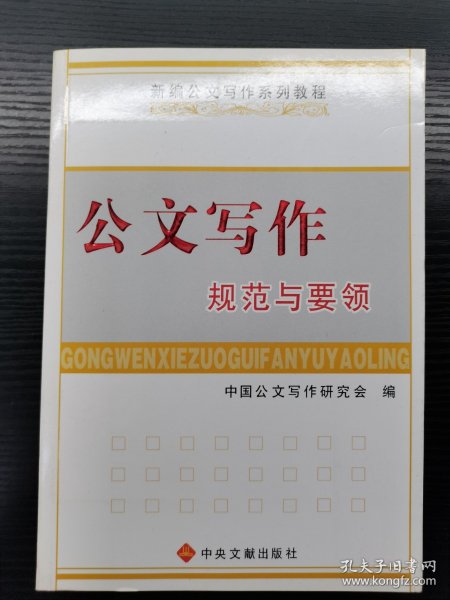 新编公文写作系列教程
公文写作
规范与要领
GONGWENXIEZUOGUIFANYUYAOLING
中国公文写作研究会 编
中央文献出版社
孔夫子旧书网
www.kongfz.com